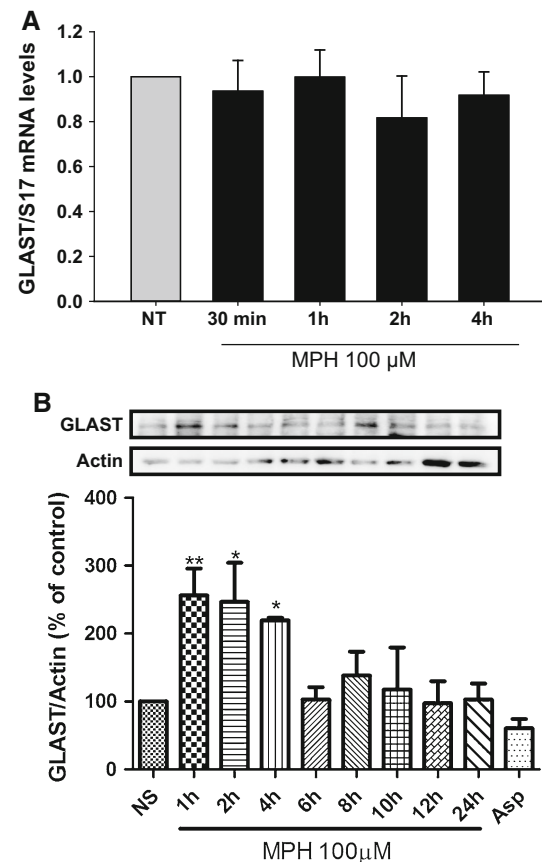 A
GLAST/S17 mRNA levels
1.2
1.0
0.8
0.6
0.4
0.2
0.0
NT 30 min 1h 2h 4h
MPH 100 µM
B
GLAST
Actin
GLAST/Actin (% of control)
400
300
200
100
0
** * *
NS 1h 2h 4h 6h 8h 10h 12h 24h Asp
MPH 100µM